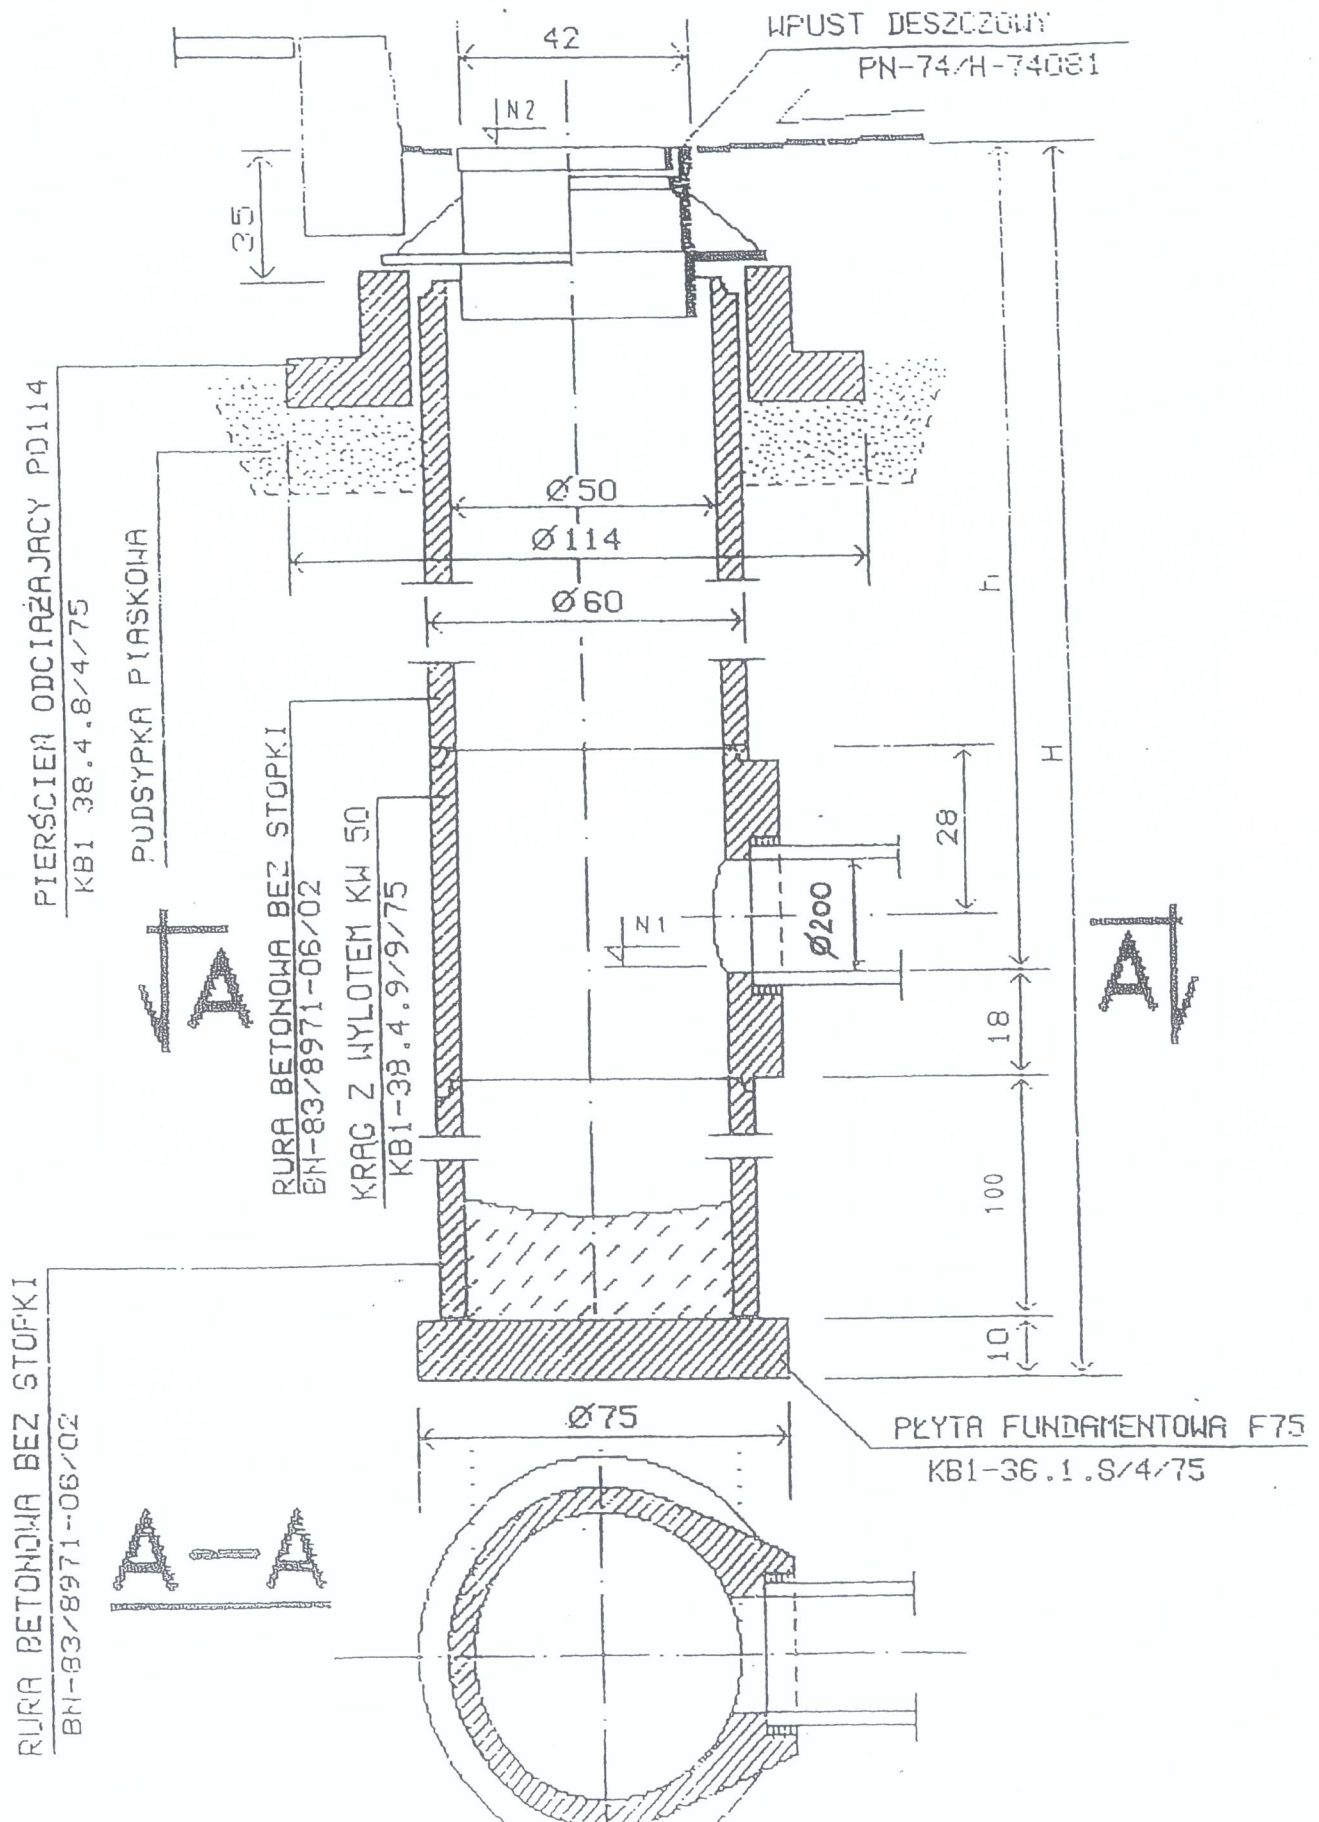 WPUST DESZCZOWY
PN-74/H-74081
42
N2
35
PIERŚCIEŃ ODCIĄŻAJĄCY PO114
KB1 38.4.8/4/75
PODSYPKA PIASKOWA
Ø50
Ø114
Ø60
h
H
RURA BETONOWA BEZ STOPKI
BN-83/8971-06/02
KRĄG Z WYLOTEM KW 50
KB1-38.4.9/9/75
28
Ø200
N1
A
A
18
100
10
RURA BETONOWA BEZ STOPKI
BN-83/8971-06/02
Ø75
PŁYTA FUNDAMENTOWA F75
KB1-36.1.8/4/75
A-A